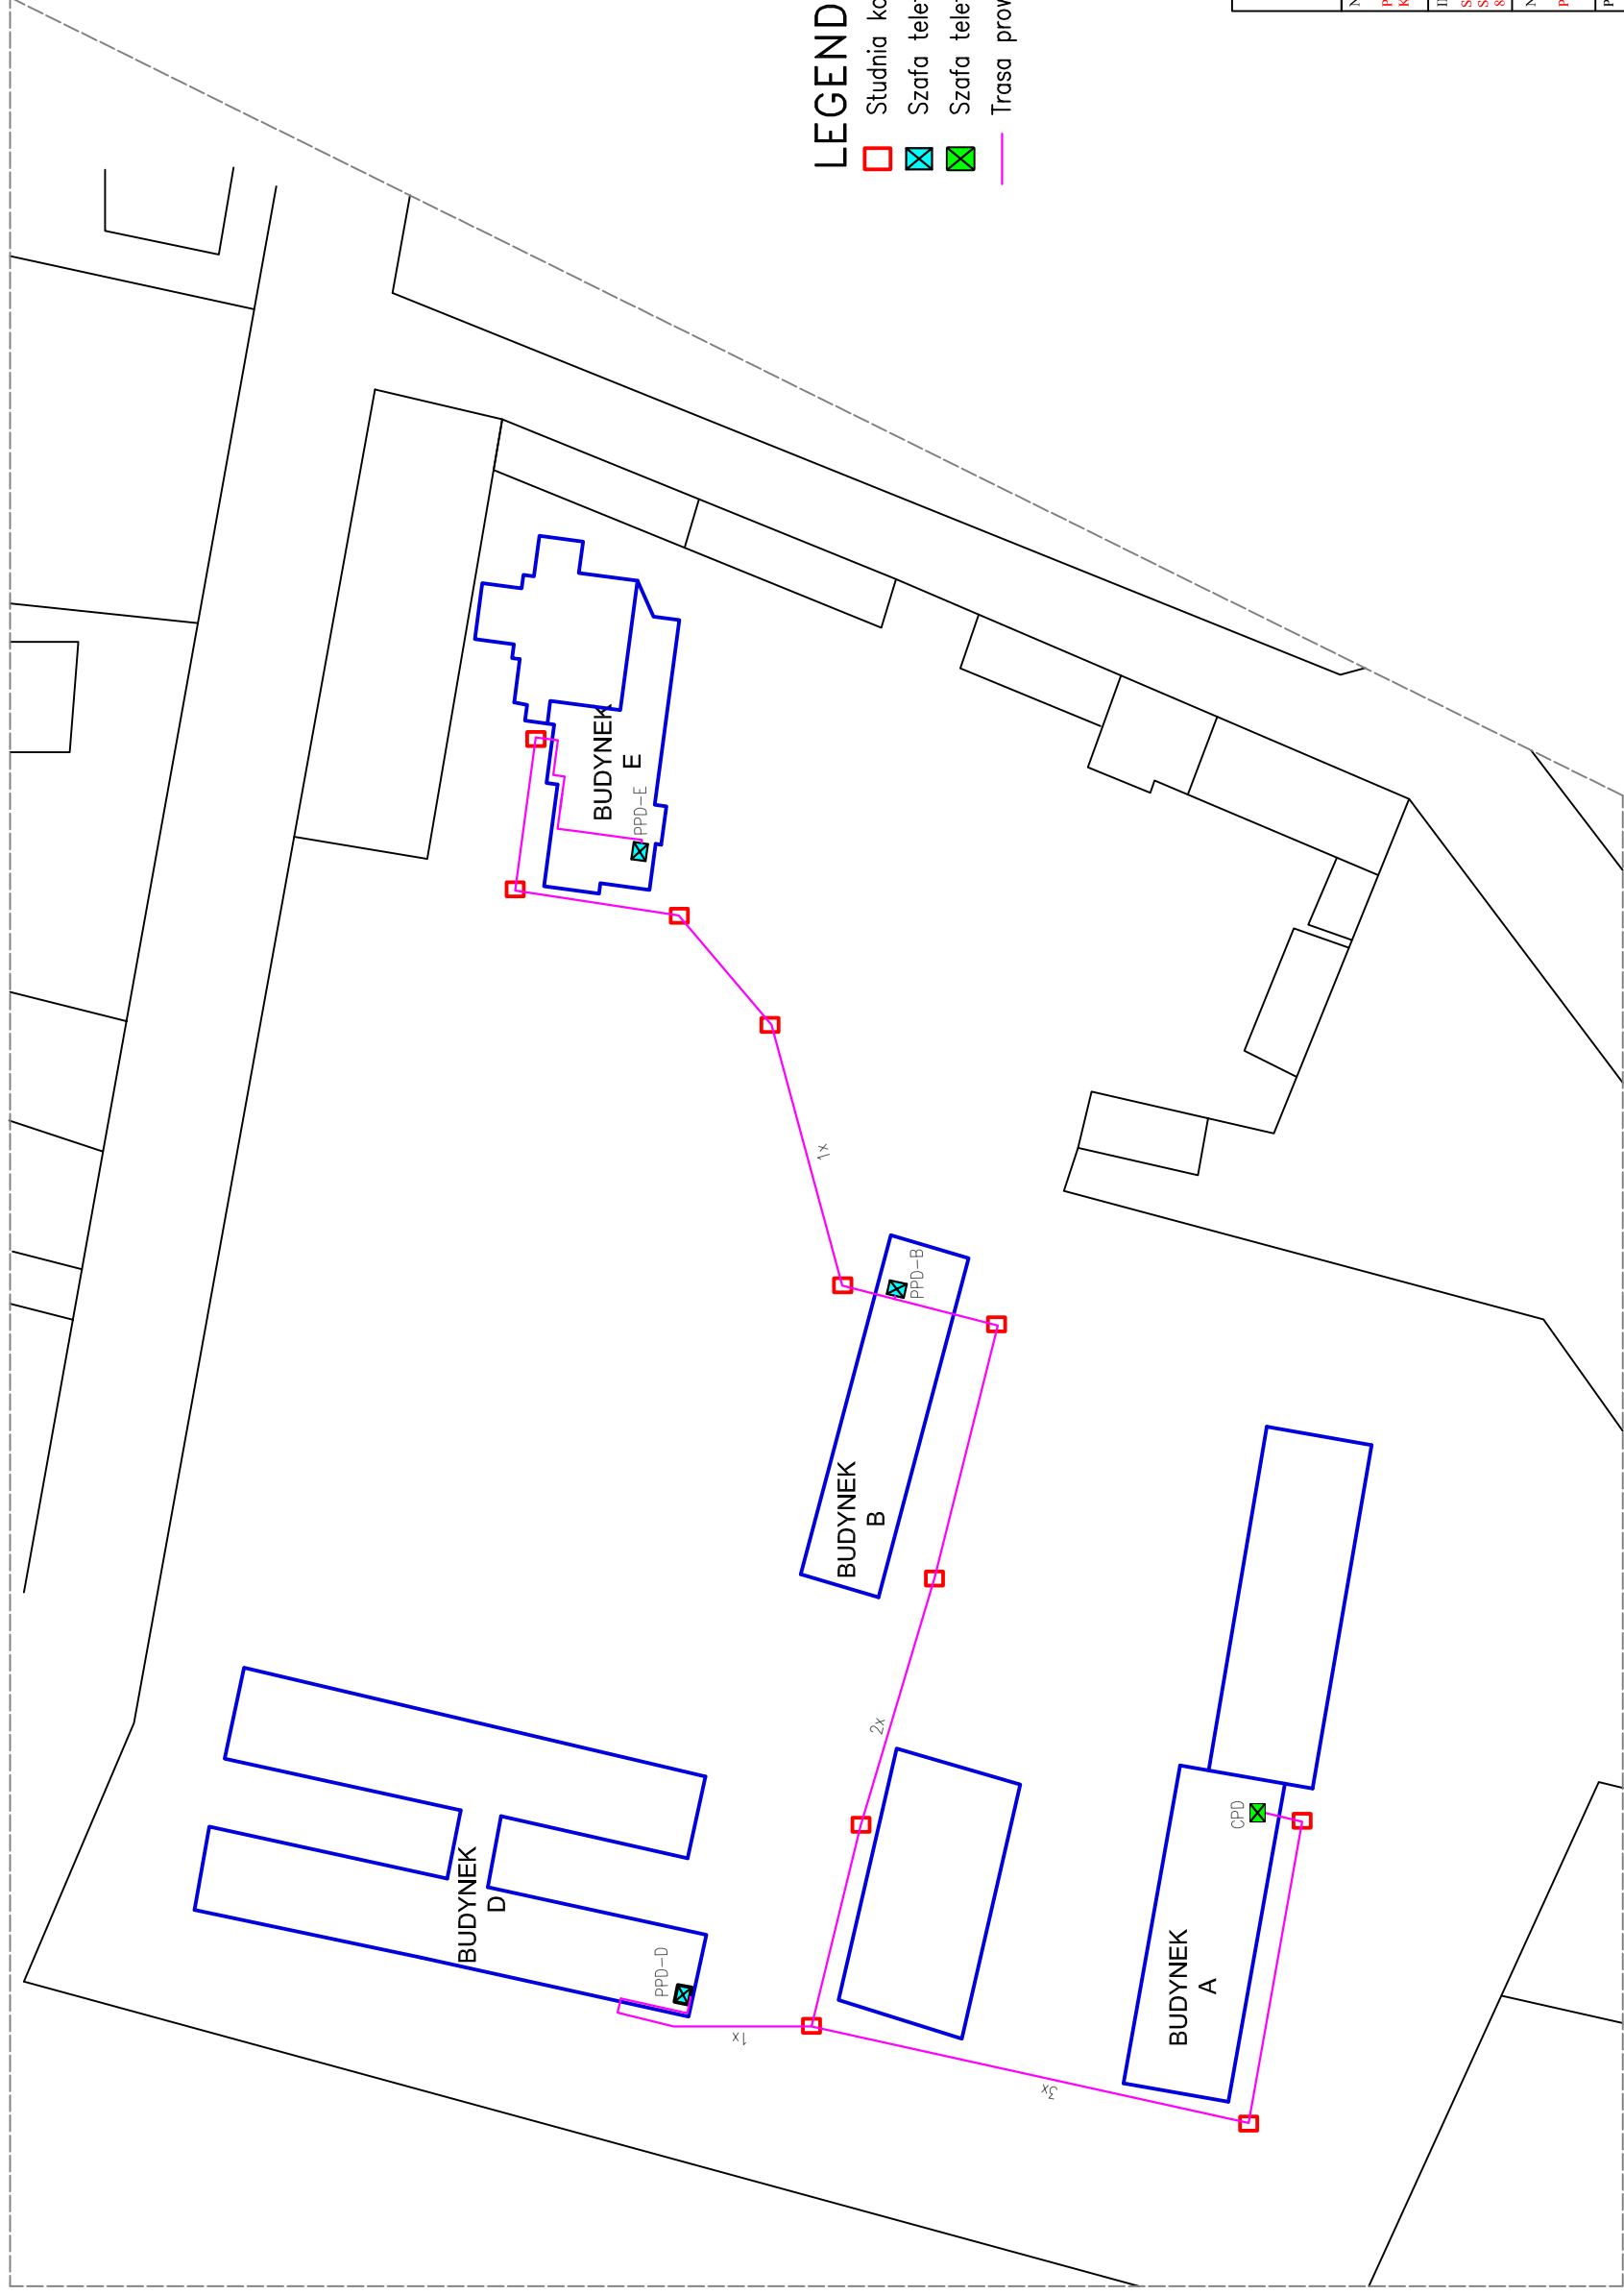 LEGEND
Studnia
Szafa
Szafa
Trasa
BUDYNEK
E
PPD-E
1x
PPD-B
BUDYNEK
B
2x
BUDYNEK
D
PPD-D
1x
3x
CPD
BUDYNEK
A